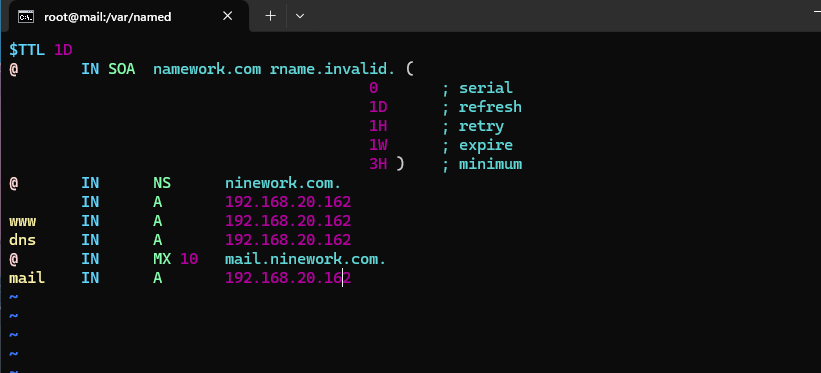 root@mail:/var/named
$TTL 1D
@ IN SOA namework.com rname.invalid. (
0 ; serial
1D ; refresh
1H ; retry
1W ; expire
3H ) ; minimum
@ IN NS ninework.com.
IN A 192.168.20.162
www IN A 192.168.20.162
dns IN A 192.168.20.162
@ IN MX 10 mail.ninework.com.
mail IN A 192.168.20.162
~
~
~
~
~